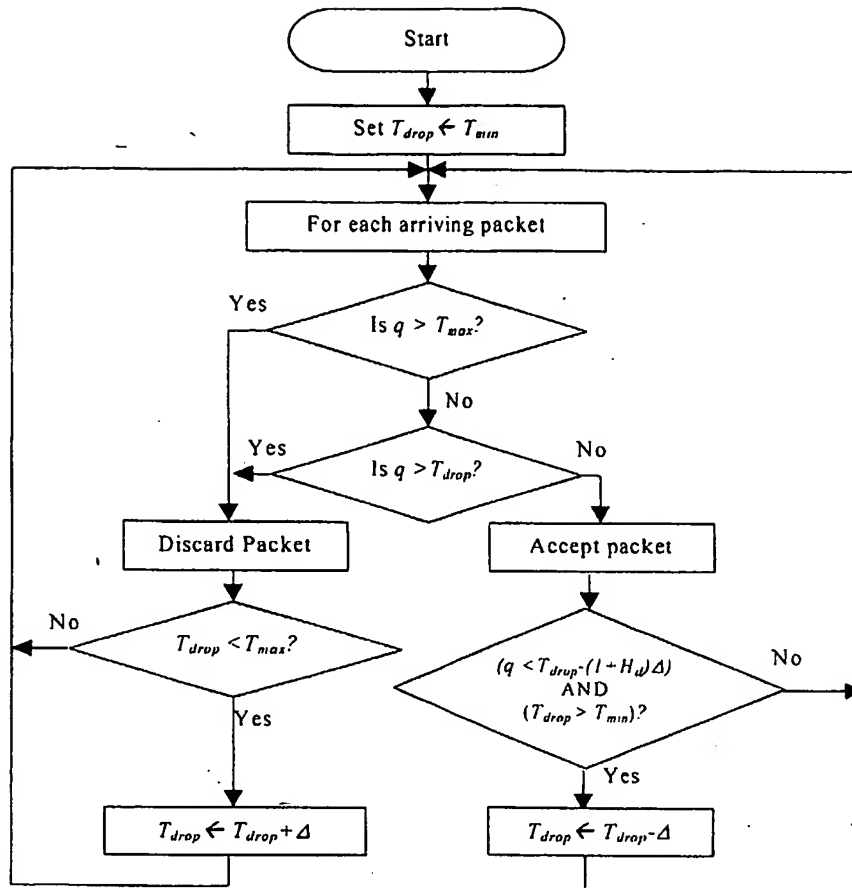 Start
Set T_drop ← T_min
For each arriving packet
Yes
Is q > T_max?
No
Yes
Is q > T_drop?
No
Discard Packet
Accept packet
No
T_drop < T_max?
Yes
(q < T_drop-(1 + H_d)Δ)
AND
(T_drop > T_min)?
No
Yes
T_drop ← T_drop+Δ
T_drop ← T_drop-Δ